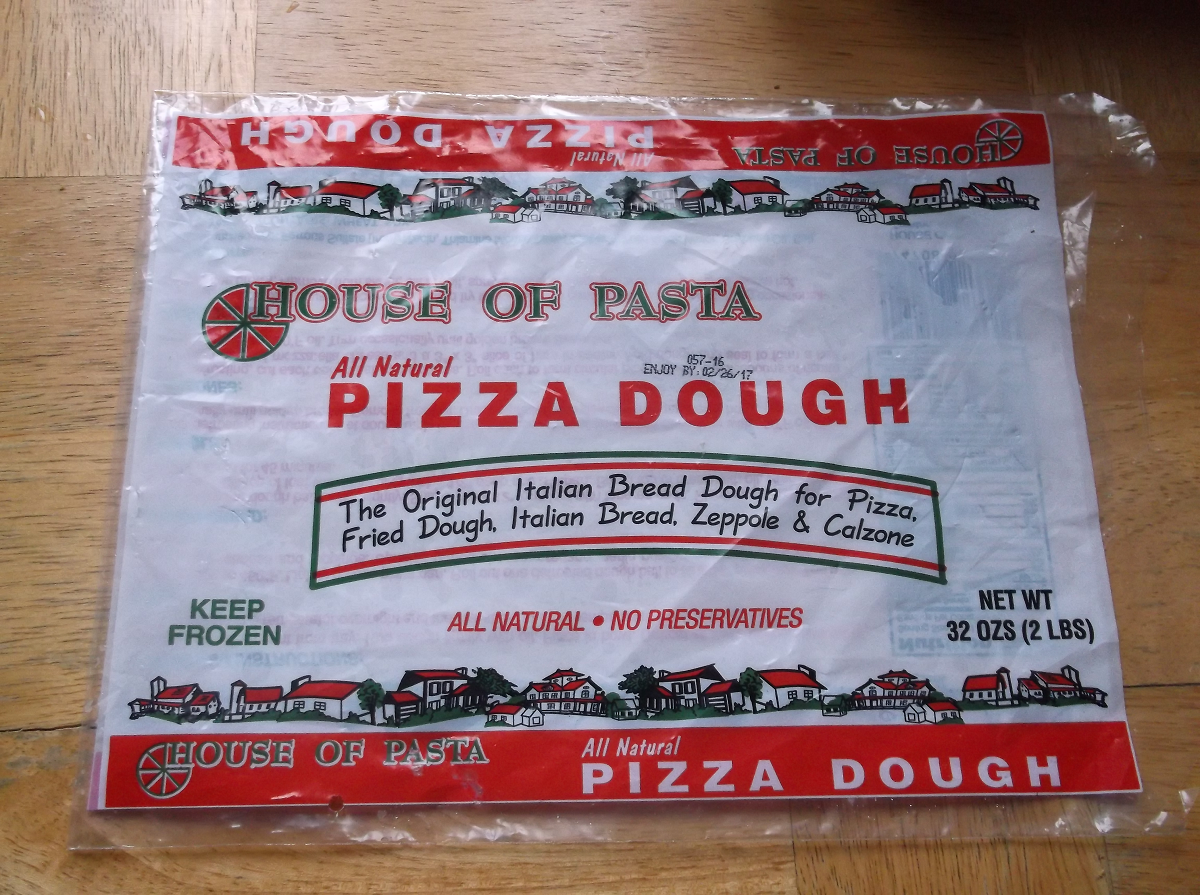 PIZZA DOUGH
All Natural
HOUSE OF PASTA
HOUSE OF PASTA
All Natural
057-16
ENJOY BY:02/26/17
PIZZA DOUGH
The Original Italian Bread Dough for Pizza,
Fried Dough, Italian Bread, Zeppole & Calzone
KEEP
FROZEN
ALL NATURAL • NO PRESERVATIVES
NET WT
32 OZS (2 LBS)
HOUSE OF PASTA
All Natural
PIZZA DOUGH